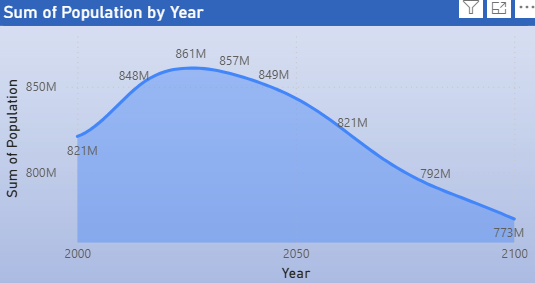 Sum of Population by Year
Sum of Population
850M
800M
821M
848M
861M
857M
849M
821M
792M
773M
2000
2050
2100
Year